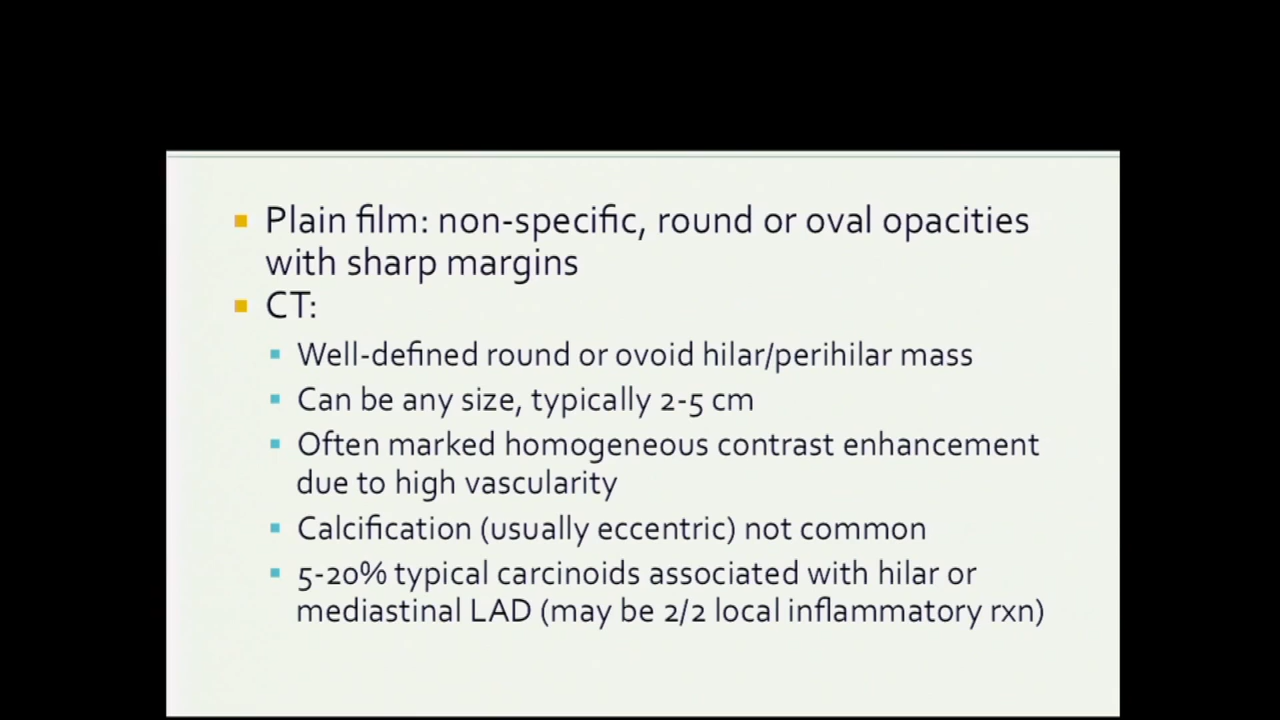 Plain film: non-specific, round or oval opacities
with sharp margins
CT:
Well-defined round or ovoid hilar/perihilar mass
Can be any size, typically 2-5 cm
Often marked homogeneous contrast enhancement
due to high vascularity
Calcification (usually eccentric) not common
5-20% typical carcinoids associated with hilar or
mediastinal LAD (may be 2/2 local inflammatory rxn)